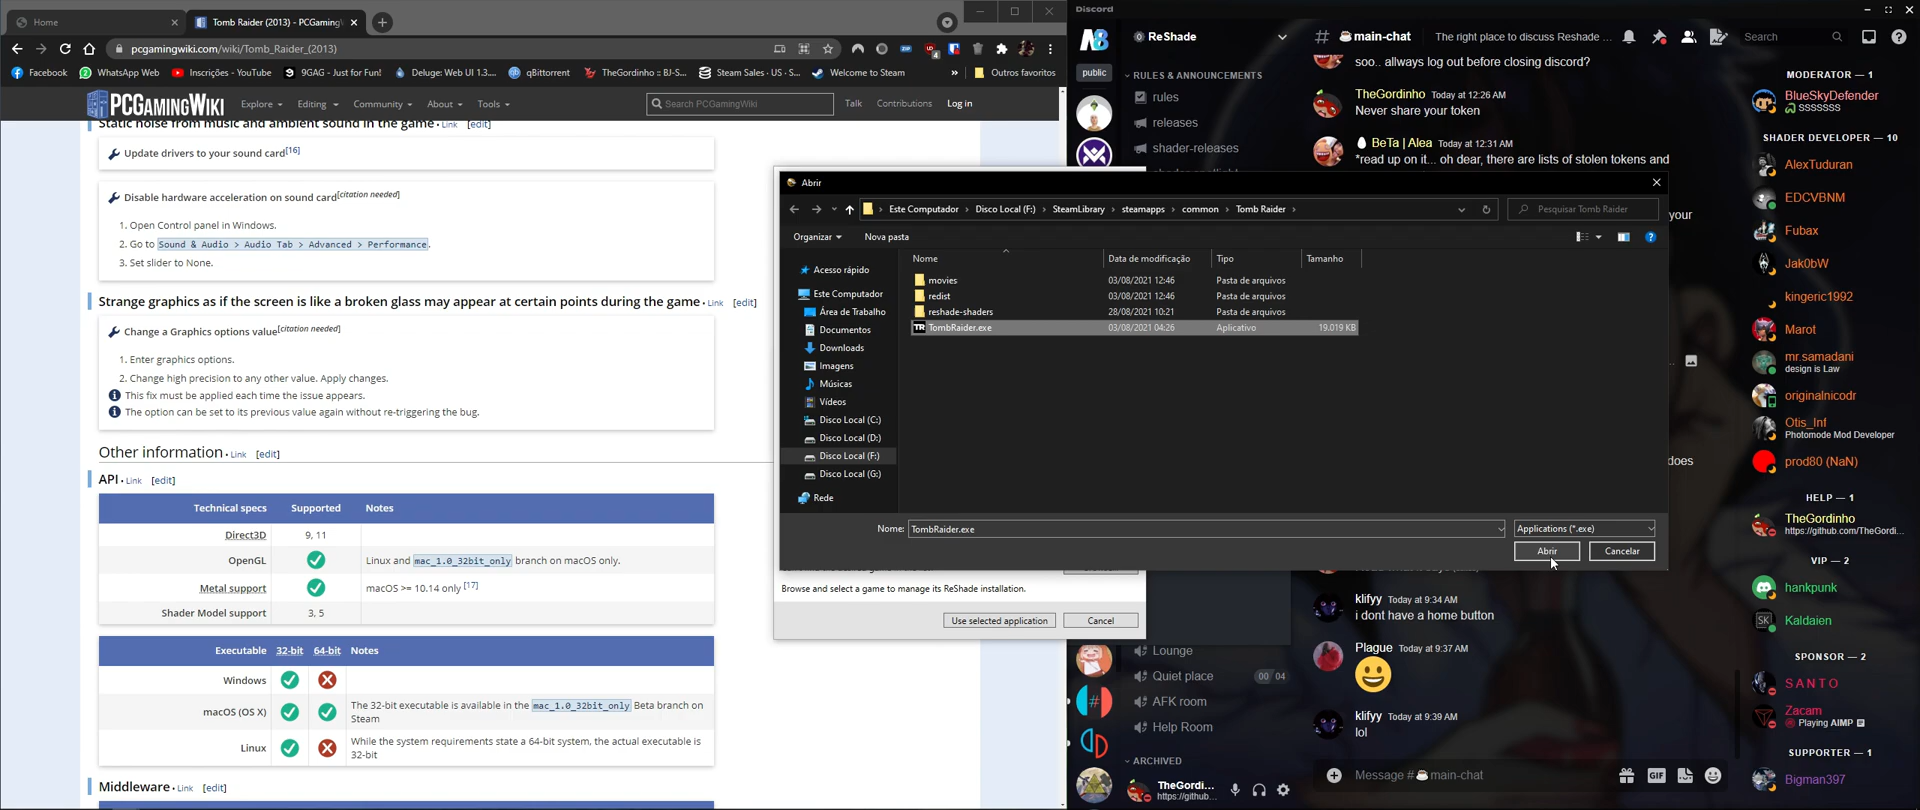 Home
Tomb Raider (2013) - PCGamingW
pcgamingwiki.com/wiki/Tomb_Raider_(2013)
Facebook
WhatsApp Web
Inscrições - YouTube
9GAG - Just for Fun!
Deluge: Web UI 1.3....
qBittorrent
TheGordinho :: BJ-S...
Steam Sales · US · S...
Welcome to Steam
»
Outros favoritos
PCGAMINGWIKI
Explore
Editing
Community
About
Tools
Search PCGamingWiki
Talk
Contributions
Log in
Static noise from music and ambient sound in the game · Link [edit]
Update drivers to your sound card[16]
Disable hardware acceleration on sound card[citation needed]
1. Open Control panel in Windows.
2. Go to Sound & Audio > Audio Tab > Advanced > Performance.
3. Set slider to None.
Strange graphics as if the screen is like a broken glass may appear at certain points during the game · Link [edit]
Change a Graphics options value[citation needed]
1. Enter graphics options.
2. Change high precision to any other value. Apply changes.
This fix must be applied each time the issue appears.
The option can be set to its previous value again without re-triggering the bug.
Other information · Link [edit]
API · Link [edit]
Technical specs Supported Notes
Direct3D 9, 11
OpenGL Linux and mac_1.0_32bit_only branch on macOS only.
Metal support macOS >= 10.14 only [17]
Shader Model support 3, 5
Executable 32-bit 64-bit Notes
Windows
macOS (OS X) The 32-bit executable is available in the mac_1.0_32bit_only Beta branch on
Steam
Linux While the system requirements state a 64-bit system, the actual executable is
32-bit
Middleware · Link [edit]
Abrir
Este Computador > Disco Local (F:) > SteamLibrary > steamapps > common > Tomb Raider >
Pesquisar Tomb Raider
Organizar
Nova pasta
Acesso rápido
Este Computador
Área de Trabalho
Documentos
Downloads
Imagens
Músicas
Vídeos
Disco Local (C:)
Disco Local (D:)
Disco Local (F:)
Disco Local (G:)
Rede
Nome Data de modificação Tipo Tamanho
movies 03/08/2021 12:46 Pasta de arquivos
redist 03/08/2021 12:46 Pasta de arquivos
reshade-shaders 28/08/2021 10:21 Pasta de arquivos
TR TombRaider.exe 03/08/2021 04:26 Aplicativo 19.019 KB
Nome: TombRaider.exe
Applications (*.exe)
Abrir
Cancelar
Browse and select a game to manage its ReShade installation.
Use selected application
Cancel
Discord
ReShade
public
RULES & ANNOUNCEMENTS
rules
releases
shader-releases
Lounge
Quiet place 00 04
AFK room
Help Room
ARCHIVED
TheGordi...
https://github...
# main-chat
The right place to discuss Reshade ...
Search
soo.. allways log out before closing discord?
TheGordinho Today at 12:26 AM
Never share your token
BeTa | Alea Today at 12:31 AM
*read up on it... oh dear, there are lists of stolen tokens and
your
does
klifyy Today at 9:34 AM
i dont have a home button
Plague Today at 9:37 AM
klifyy Today at 9:39 AM
lol
Message # main-chat
GIF
MODERATOR — 1
BlueSkyDefender
sssssss
SHADER DEVELOPER — 10
AlexTuduran
EDCVBNM
Fubax
Jak0bW
kingeric1992
Marot
mr.samadani
design is Law
originalnicodr
Otis_Inf
Photomode Mod Developer
prod80 (NaN)
HELP — 1
TheGordinho
https://github.com/TheGordi...
VIP — 2
hankpunk
SK Kaldaien
SPONSOR — 2
S A N T O
Zacam
Playing AIMP
SUPPORTER — 1
Bigman397